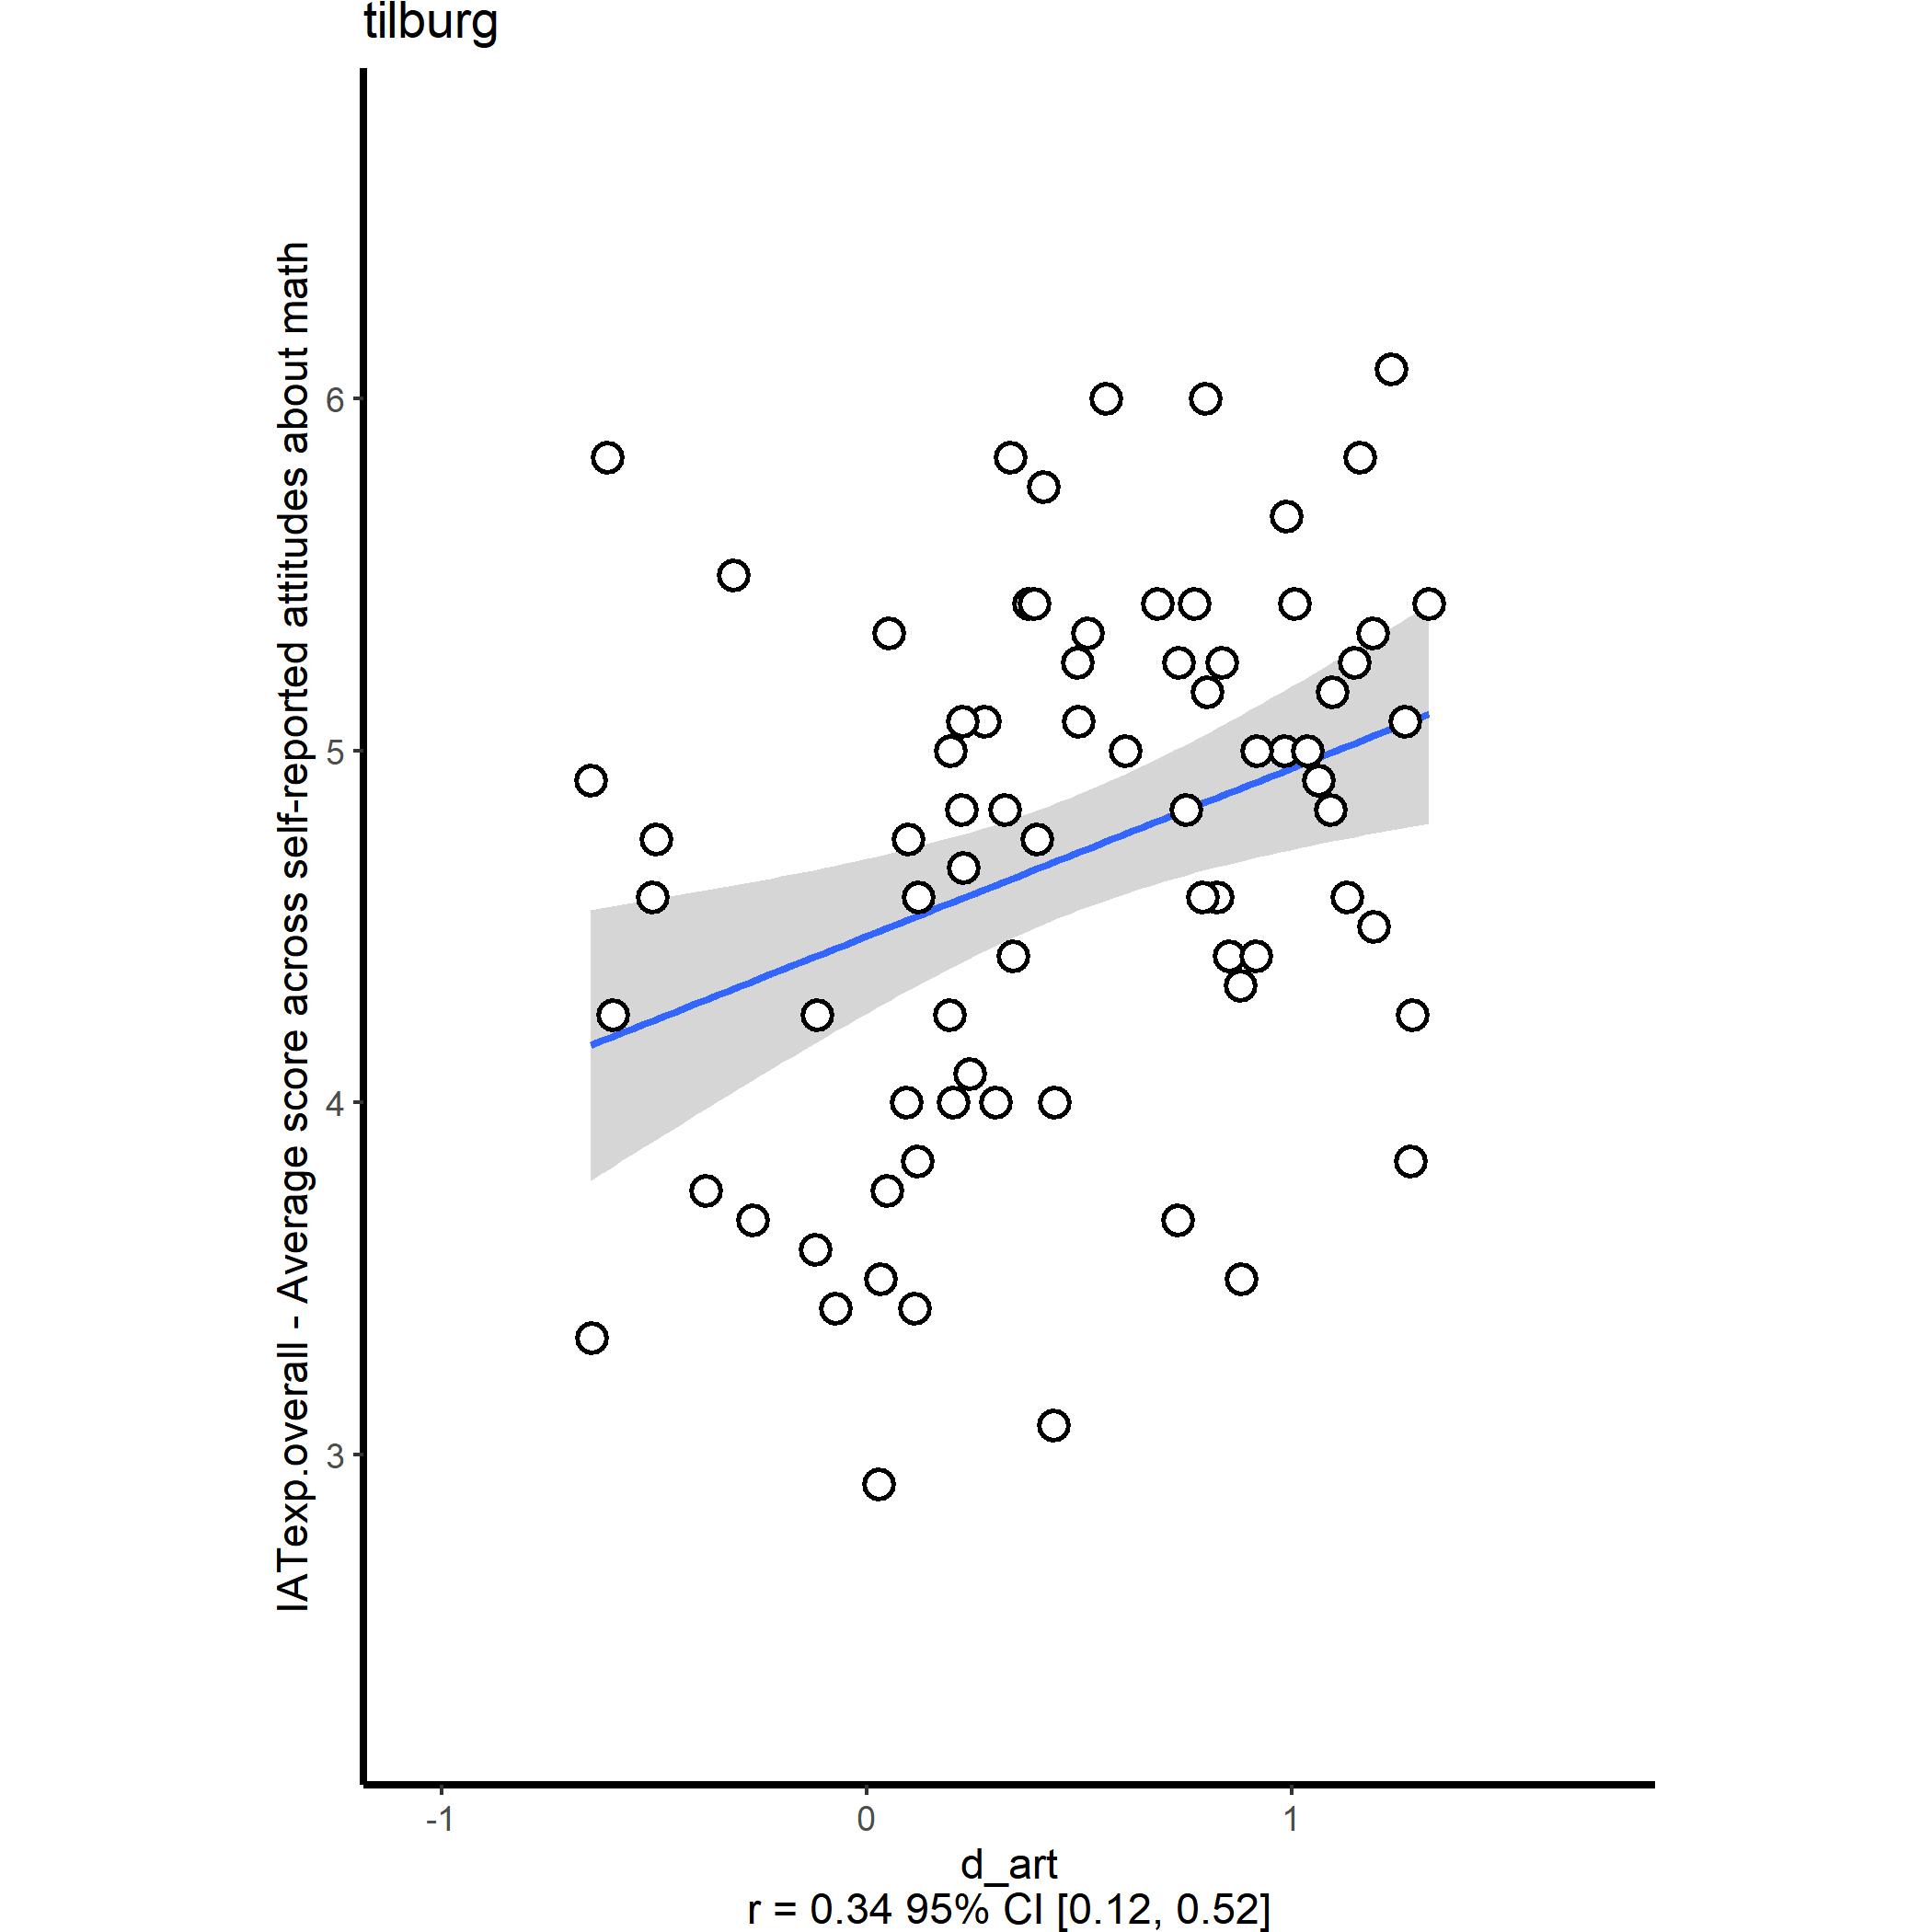 tilburg
IATexp.overall - Average score across self-reported attitudes about math
6
5
4
3
-1 0 1
d_art
r = 0.34 95% CI [0.12, 0.52]